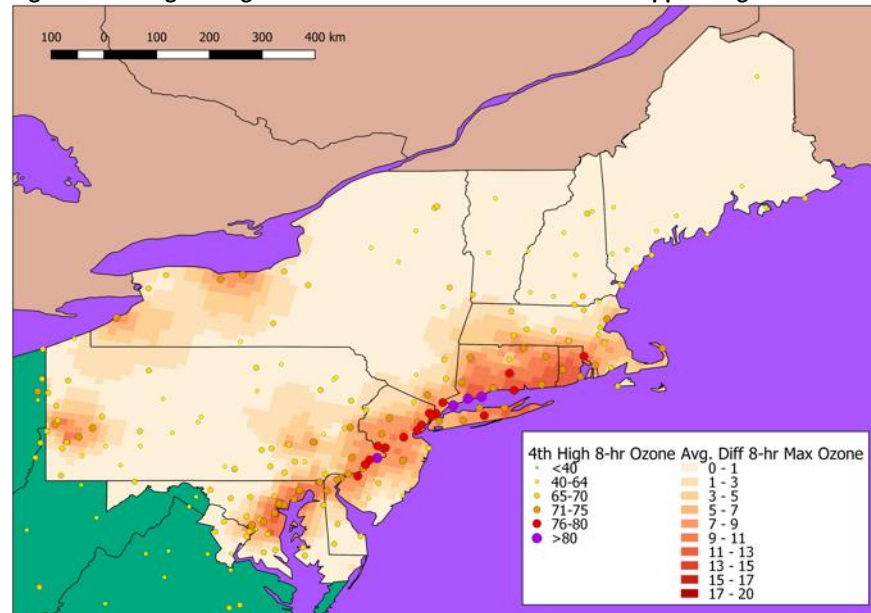 100 0 100 200 300 400 km
4th High 8-hr Ozone Avg. Diff 8-hr Max Ozone
<40 0 - 1
40-64 1 - 3
65-70 3 - 5
71-75 5 - 7
76-80 7 - 9
>80 9 - 11
11 - 13
13 - 15
15 - 17
17 - 20